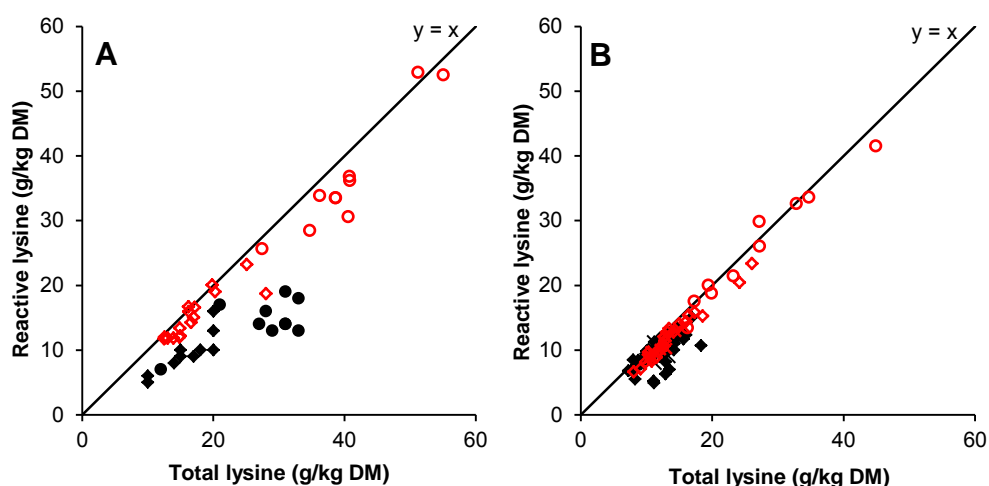 A
y = x
Reactive lysine (g/kg DM)
60
50
40
30
20
10
0
0 20 40 60
Total lysine (g/kg DM)
B
y = x
Reactive lysine (g/kg DM)
60
50
40
30
20
10
0
0 20 40 60
Total lysine (g/kg DM)